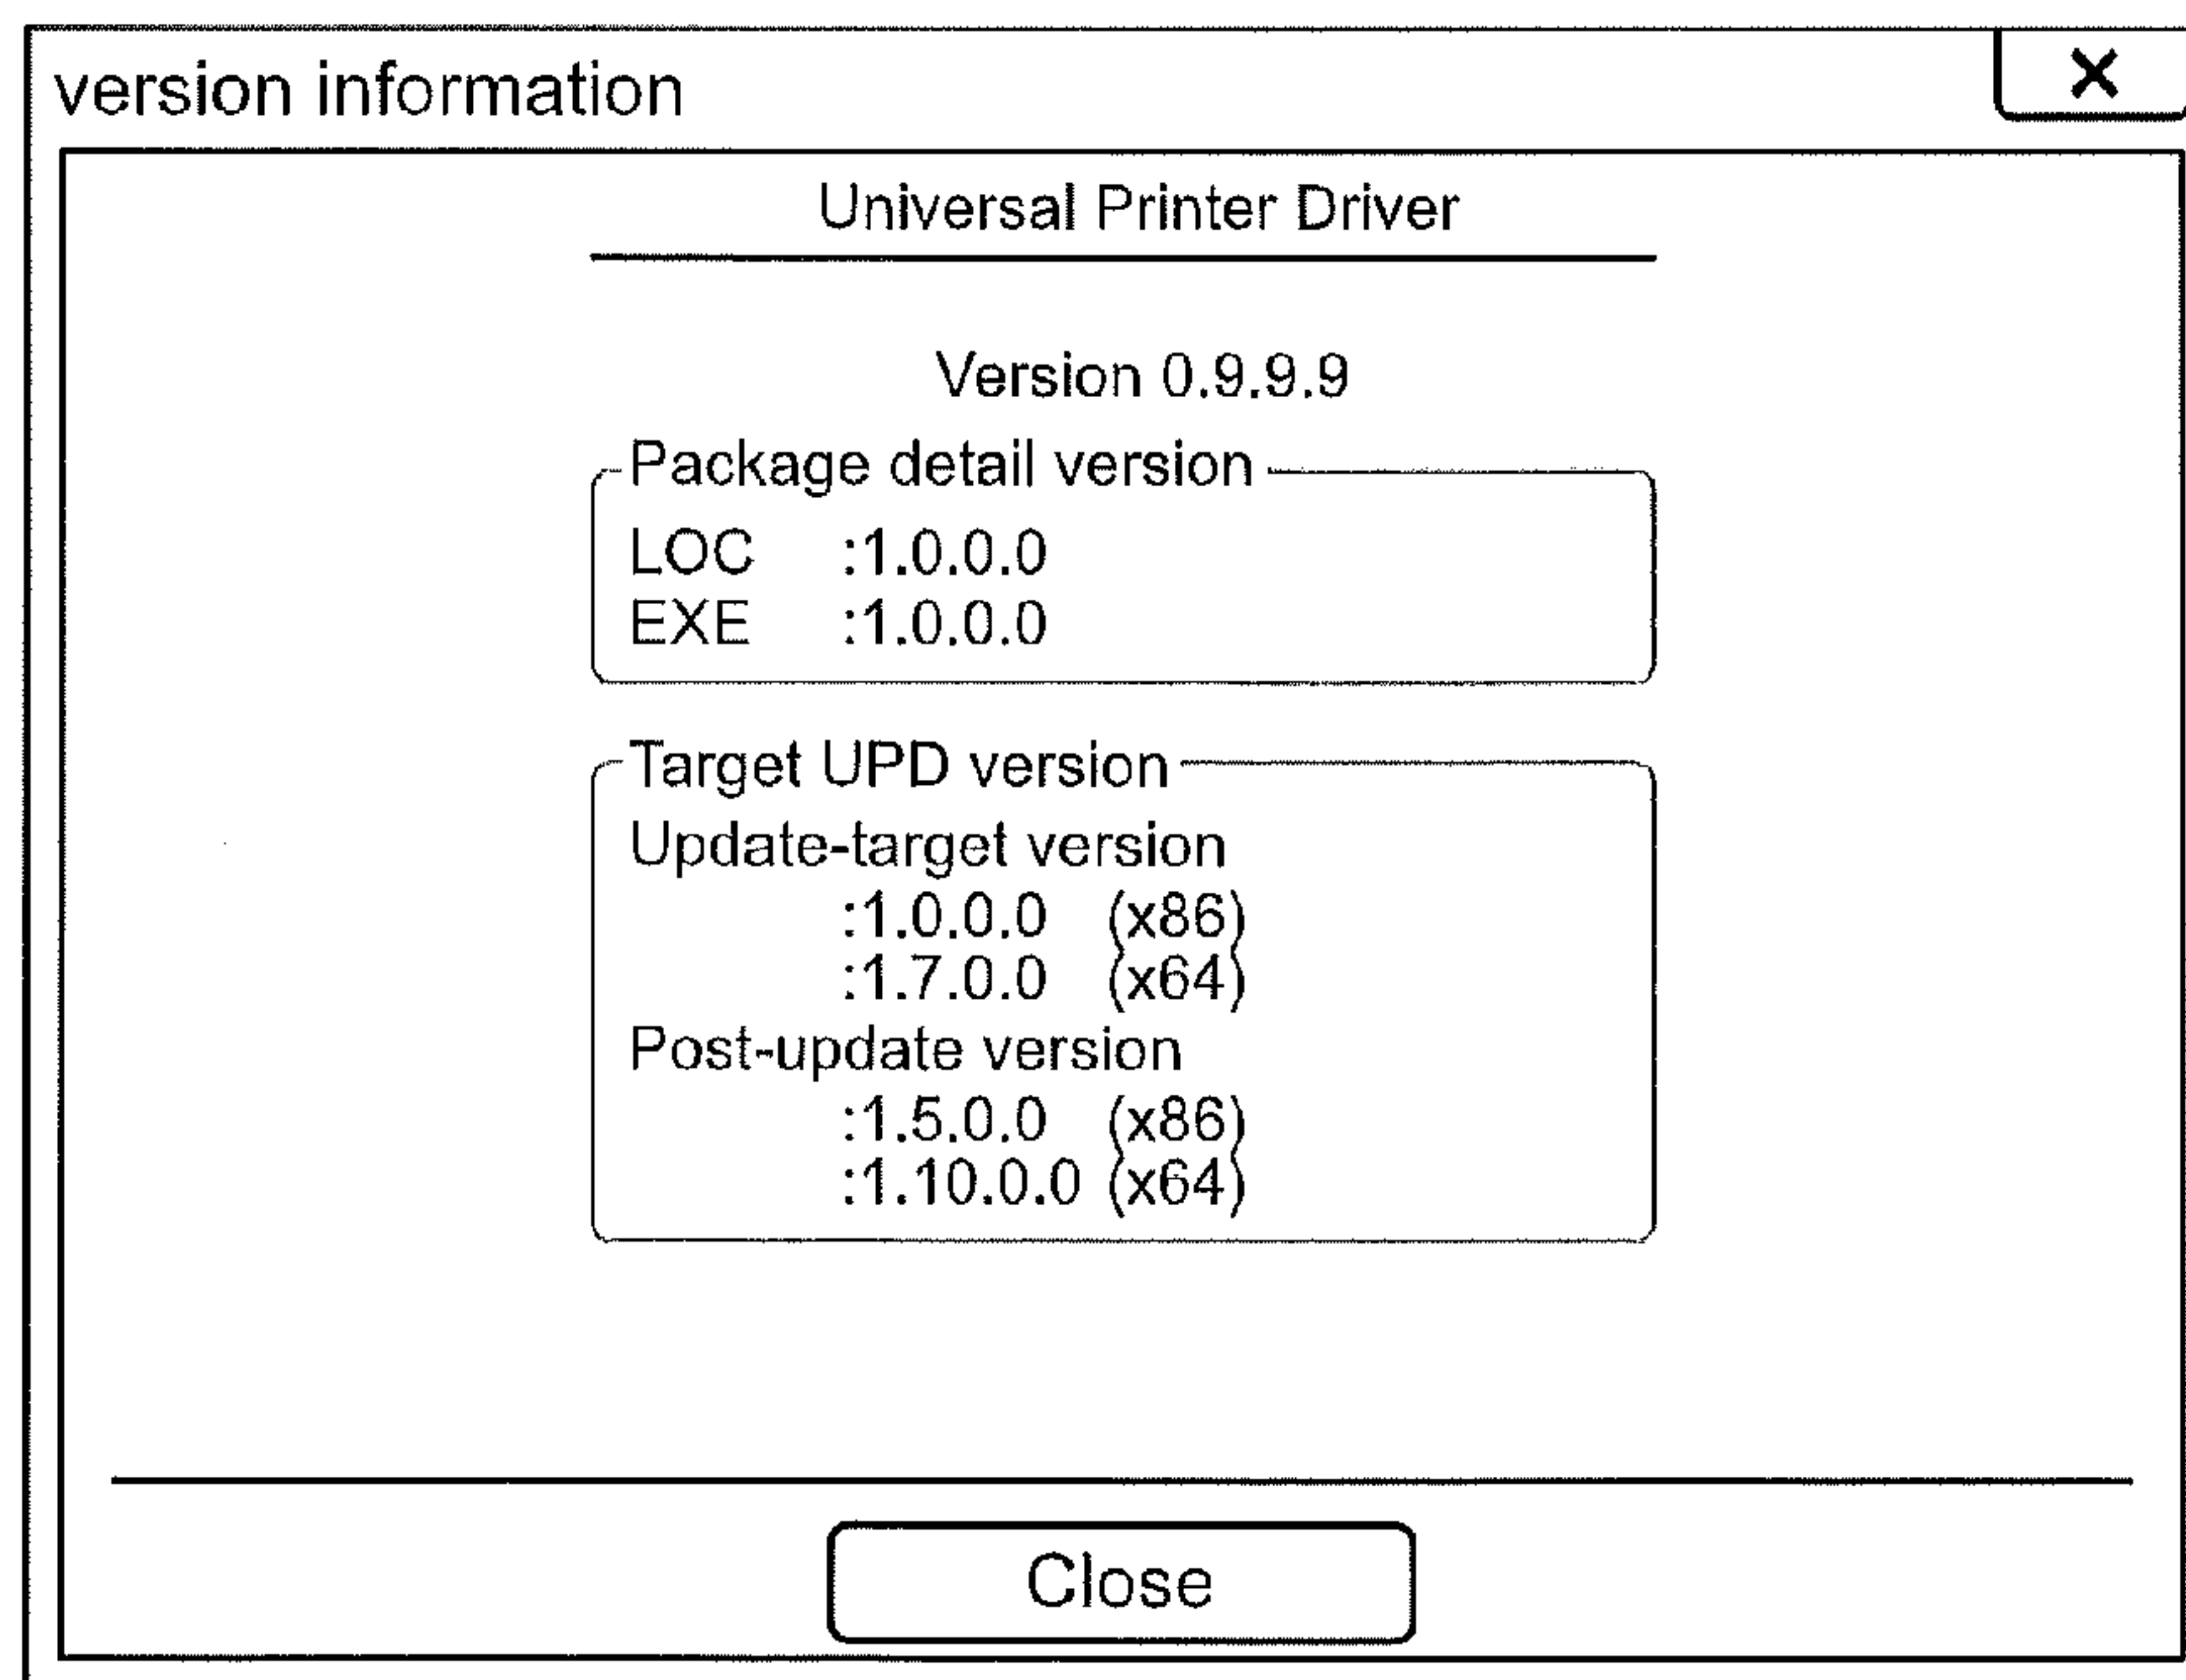 version information ×
Universal Printer Driver
Version 0.9.9.9
Package detail version
LOC :1.0.0.0
EXE :1.0.0.0
Target UPD version
Update-target version
:1.0.0.0 (x86)
:1.7.0.0 (x64)
Post-update version
:1.5.0.0 (x86)
:1.10.0.0 (x64)
Close